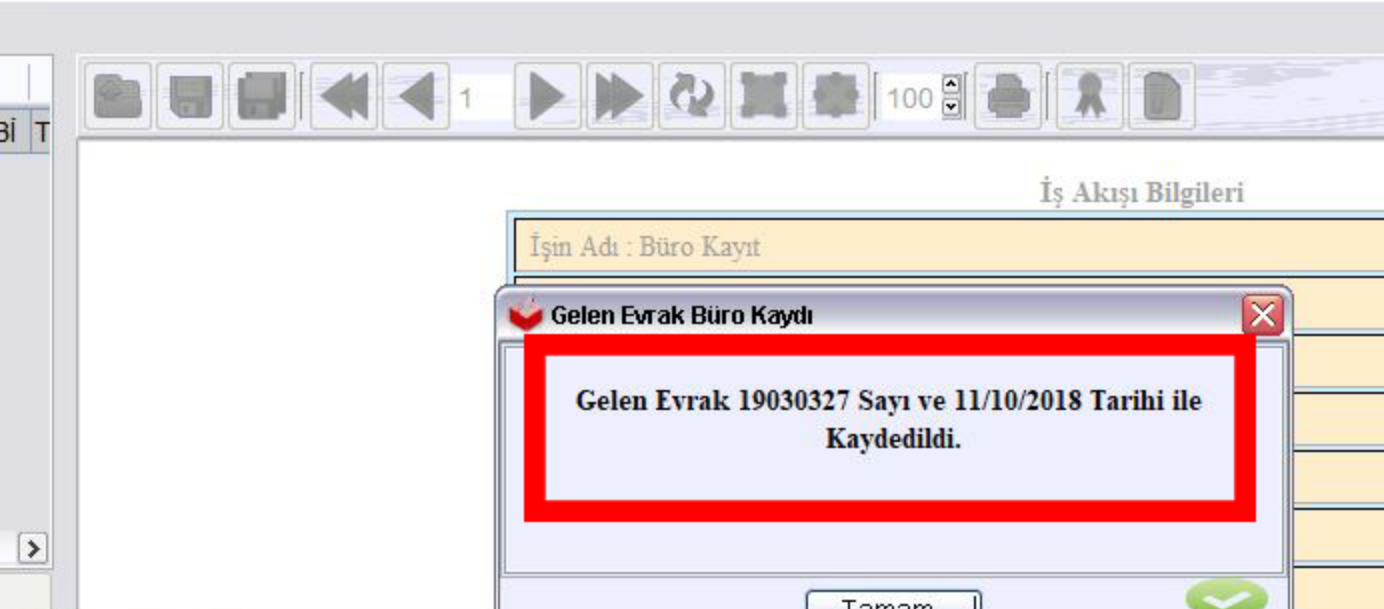 1
100
Bİ T
İş Akışı Bilgileri
İşin Adı : Büro Kayıt
Gelen Evrak Büro Kaydı
Gelen Evrak 19030327 Sayı ve 11/10/2018 Tarihi ile
Kaydedildi.
Tamam